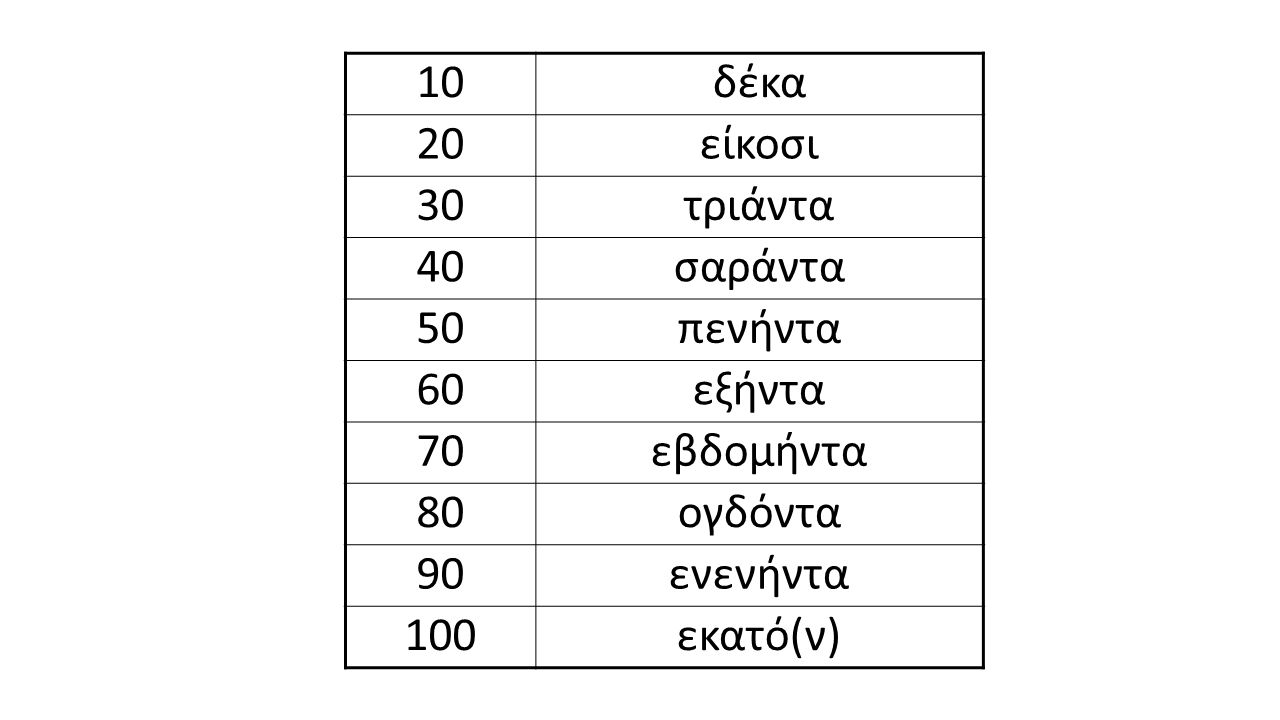 10 δέκα
20 είκοσι
30 τριάντα
40 σαράντα
50 πενήντα
60 εξήντα
70 εβδομήντα
80 ογδόντα
90 ενενήντα
100 εκατό(ν)